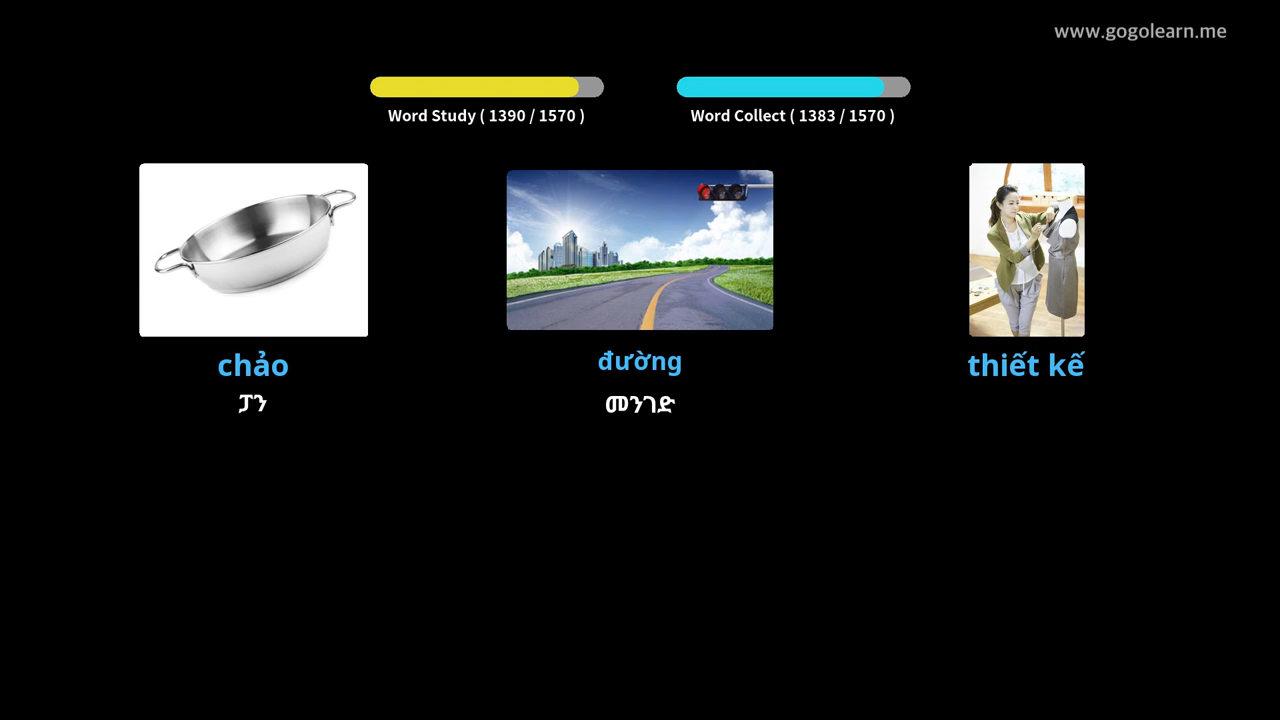 www.gogolearn.me
Word Study ( 1390 / 1570 )
Word Collect ( 1383 / 1570 )
chảo
đường
thiết kế
ፓን
መንገድ